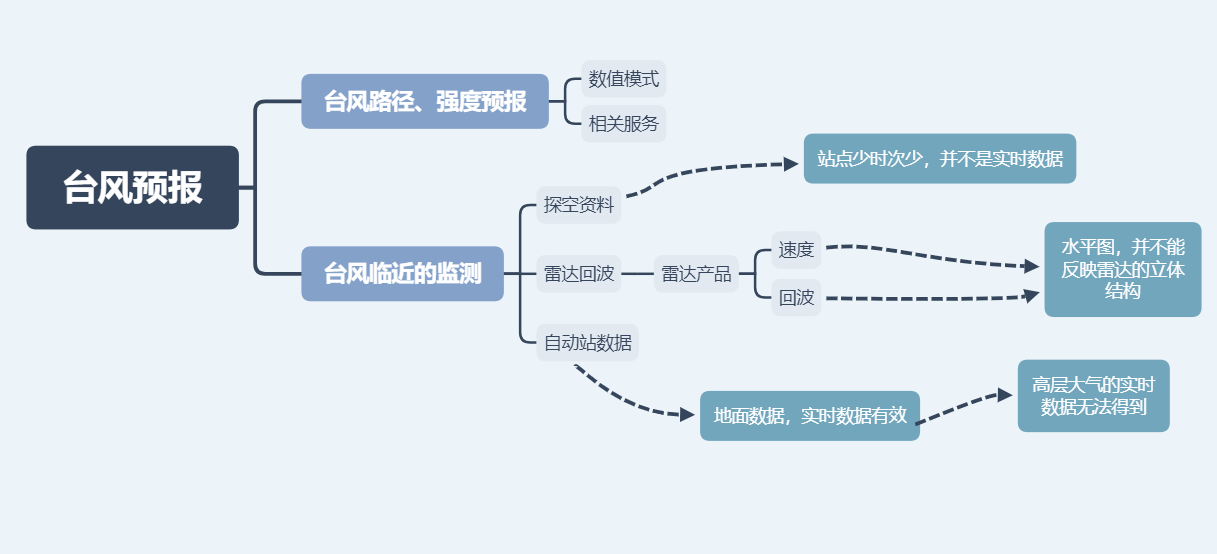 台风预报
台风路径、强度预报
数值模式
相关服务
台风临近的监测
探空资料
站点少时次少，并不是实时数据
雷达回波
雷达产品
速度
回波
水平图，并不能
反映雷达的立体
结构
自动站数据
地面数据，实时数据有效
高层大气的实时
数据无法得到